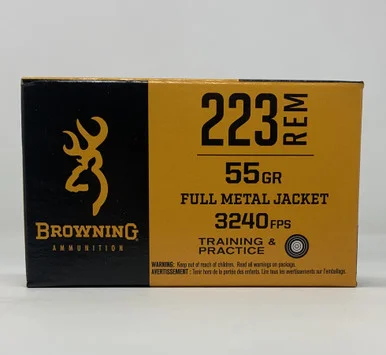 223 REM
55 GR
FULL METAL JACKET
3240 FPS
TRAINING &
PRACTICE
BROWNING
AMMUNITION
WARNING: Keep out of reach of children. Read all warnings on package.
AVERTISSEMENT : Tenir hors de la portée des enfants. Lire tous les avertissements sur l'emballage.